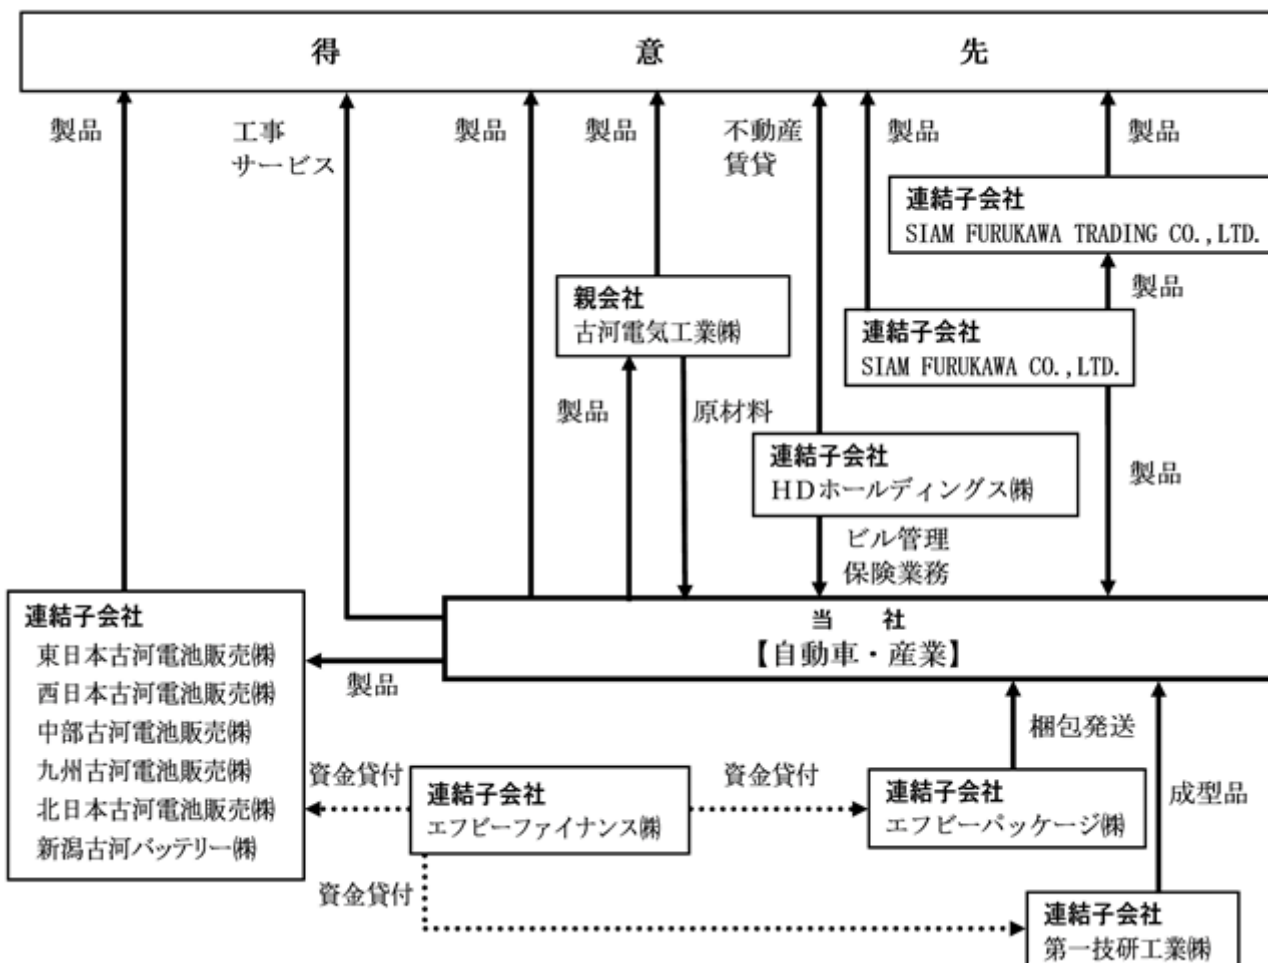 得　意　先
製品
工事
サービス
製品
製品
不動産
賃貸
製品
製品
連結子会社
SIAM FURUKAWA TRADING CO.,LTD.
製品
親会社
古河電気工業㈱
連結子会社
SIAM FURUKAWA CO.,LTD.
製品
原材料
連結子会社
ＨＤホールディングス㈱
製品
ビル管理
保険業務
当　社
【自動車・産業】
連結子会社
東日本古河電池販売㈱
西日本古河電池販売㈱
中部古河電池販売㈱
九州古河電池販売㈱
北日本古河電池販売㈱
新潟古河バッテリー㈱
製品
梱包発送
資金貸付
連結子会社
エフビーファイナンス㈱
資金貸付
連結子会社
エフビーパッケージ㈱
成型品
資金貸付
連結子会社
第一技研工業㈱